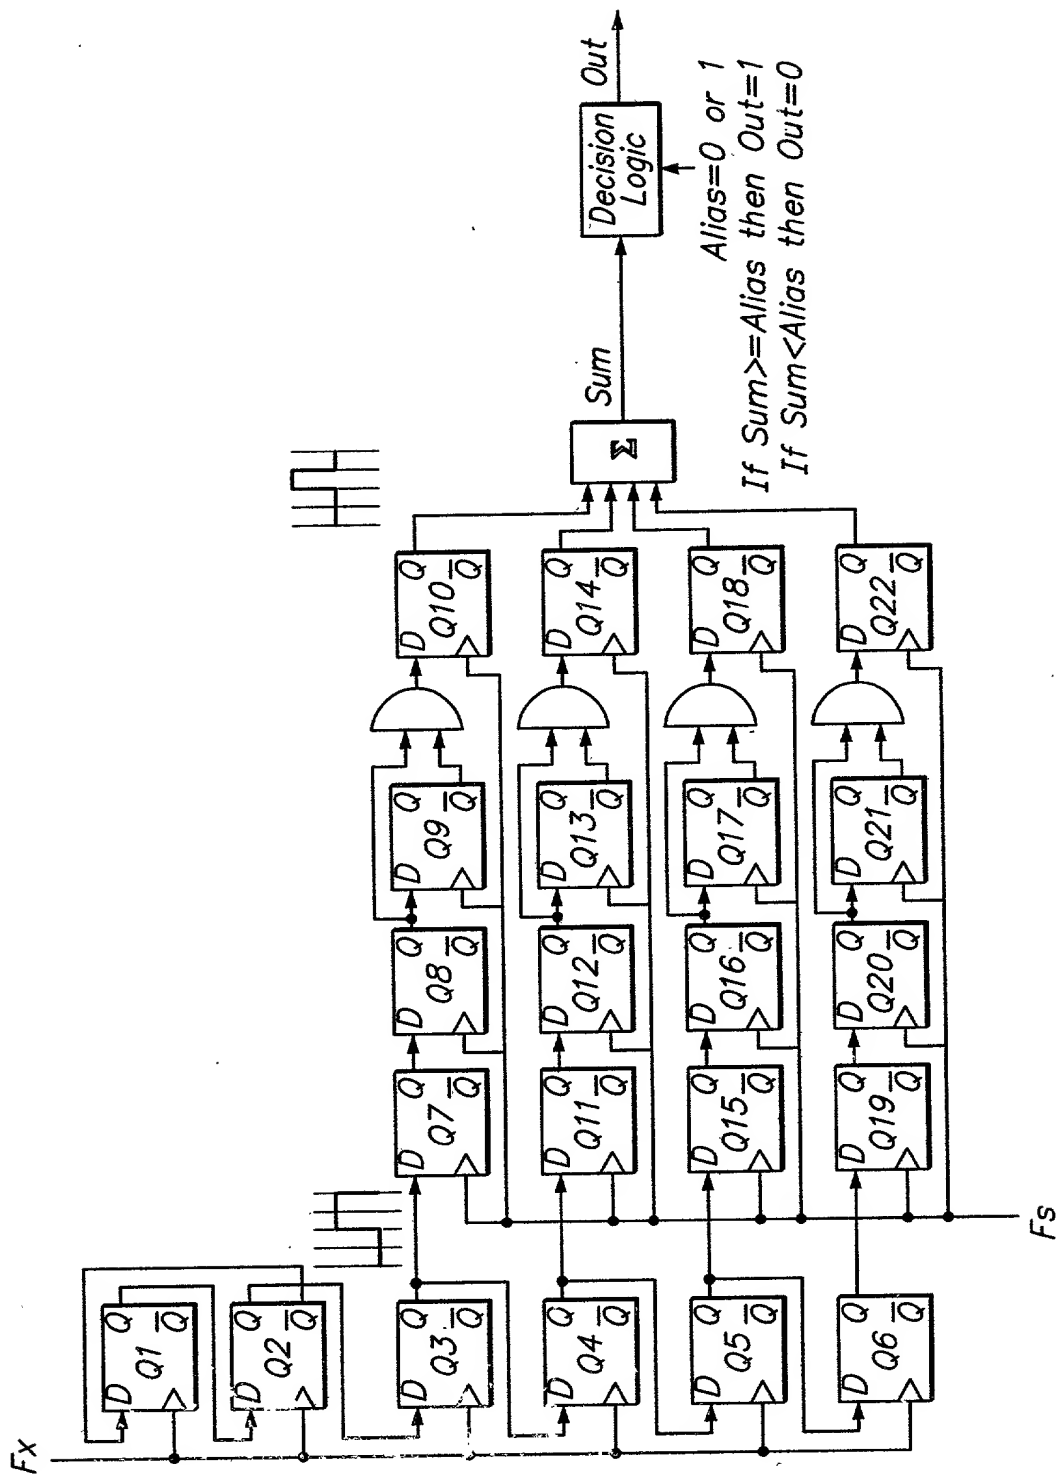 Fx
D Q
Q1
Q
D Q
Q2
Q
D Q
Q3
Q
D Q
Q4
Q
D Q
Q5
Q
D Q
Q6
Q
Fs
D Q
Q7
Q
D Q
Q8
Q
D Q
Q9
Q
D Q
Q10
Q
D Q
Q11
Q
D Q
Q12
Q
D Q
Q13
Q
D Q
Q14
Q
D Q
Q15
Q
D Q
Q16
Q
D Q
Q17
Q
D Q
Q18
Q
D Q
Q19
Q
D Q
Q20
Q
D Q
Q21
Q
D Q
Q22
Q
Σ
Sum
Decision
Logic
Out
Alias=0 or 1
If Sum>=Alias then Out=1
If Sum<Alias then Out=0